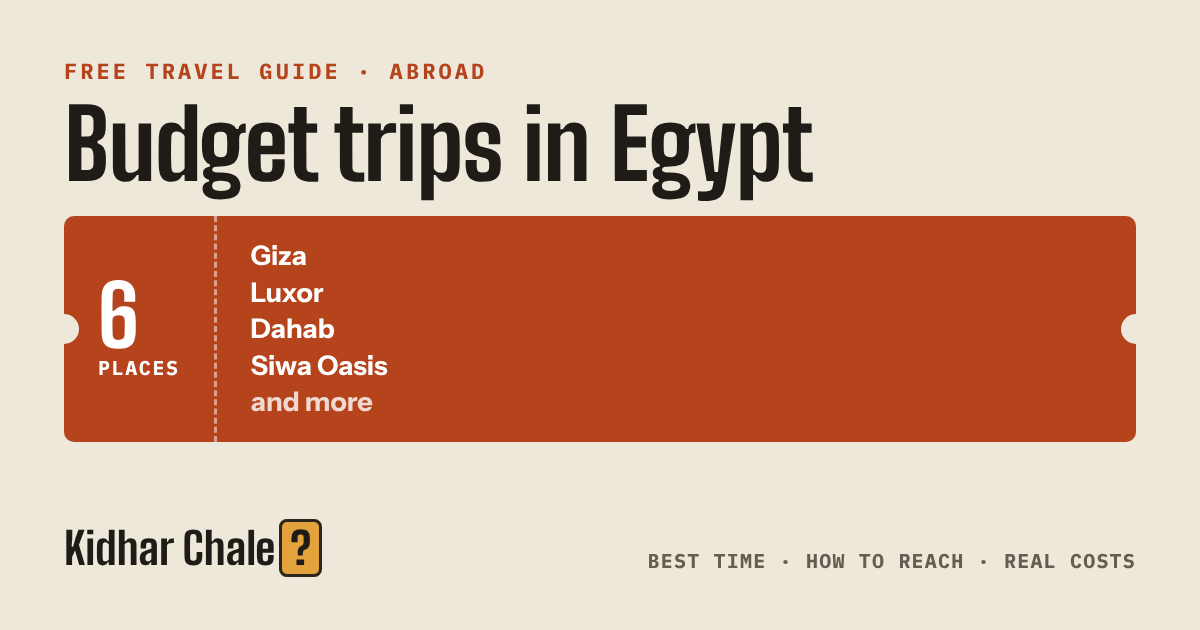 FREE TRAVEL GUIDE · ABROAD
Budget trips in Egypt
6
PLACES
Giza
Luxor
Dahab
Siwa Oasis
and more
Kidhar Chale ?
BEST TIME · HOW TO REACH · REAL COSTS